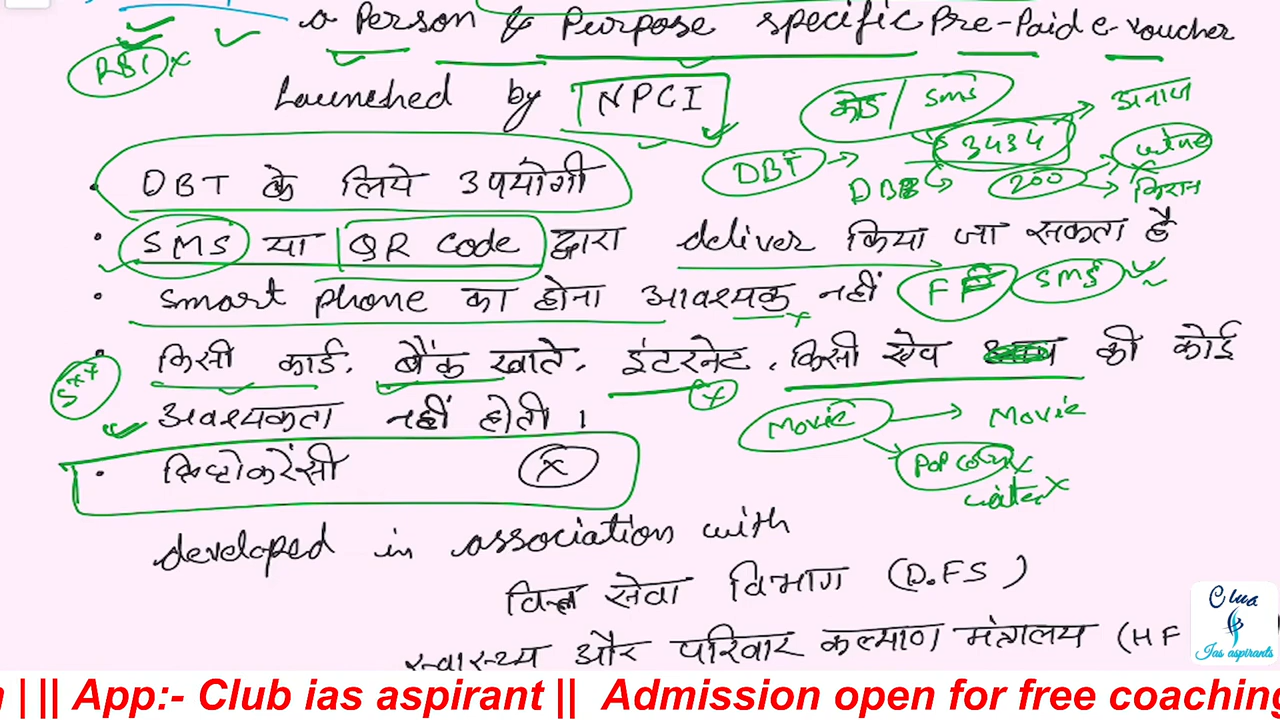 a Person & Purpose specific Pre-Paid e-voucher
RBI x
Launched by NPCI
कोड / SMS
अनाज
3434
DBT
DBT
200
किसान
DBT के लिये उपयोगी
SMS या QR Code द्वारा deliver किया जा सकता है
smart phone का होना आवश्यक नहीं
FP SMS
किसी कार्ड, बैंक खाते, इंटरनेट, किसी ऐप की कोई
आवश्यकता नहीं होती।
Movie
Movie
Pop corn x
water x
क्रिप्टोकरेंसी x
developed in association with
वित्त सेवा विभाग (D.FS)
स्वास्थ्य और परिवार कल्याण मंत्रालय (HF
Club
Ias aspirants
| || App:- Club ias aspirant || Admission open for free coaching